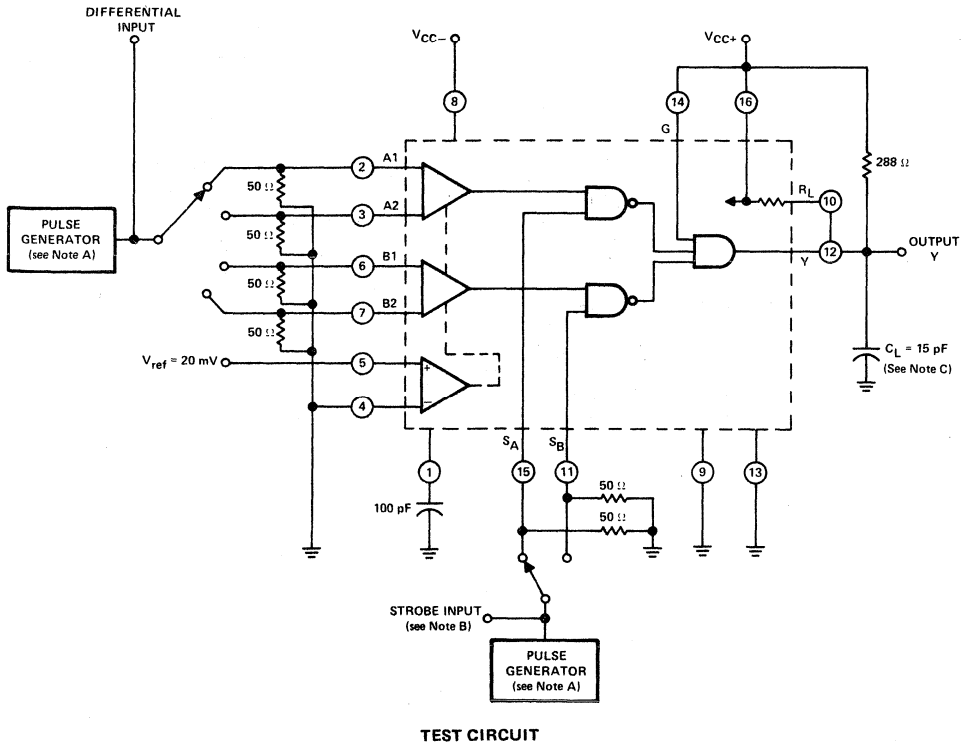 DIFFERENTIAL
INPUT
VCC−
VCC+
8
14
16
G
288 Ω
2
A1
50 Ω
RL
10
3
A2
50 Ω
PULSE
GENERATOR
(see Note A)
OUTPUT
Y
Y
12
6
B1
50 Ω
7
B2
50 Ω
Vref = 20 mV
5
+
CL = 15 pF
(See Note C)
4
−
SA
SB
1
15
11
9
13
50 Ω
100 pF
50 Ω
STROBE INPUT
(see Note B)
PULSE
GENERATOR
(see Note A)
TEST CIRCUIT